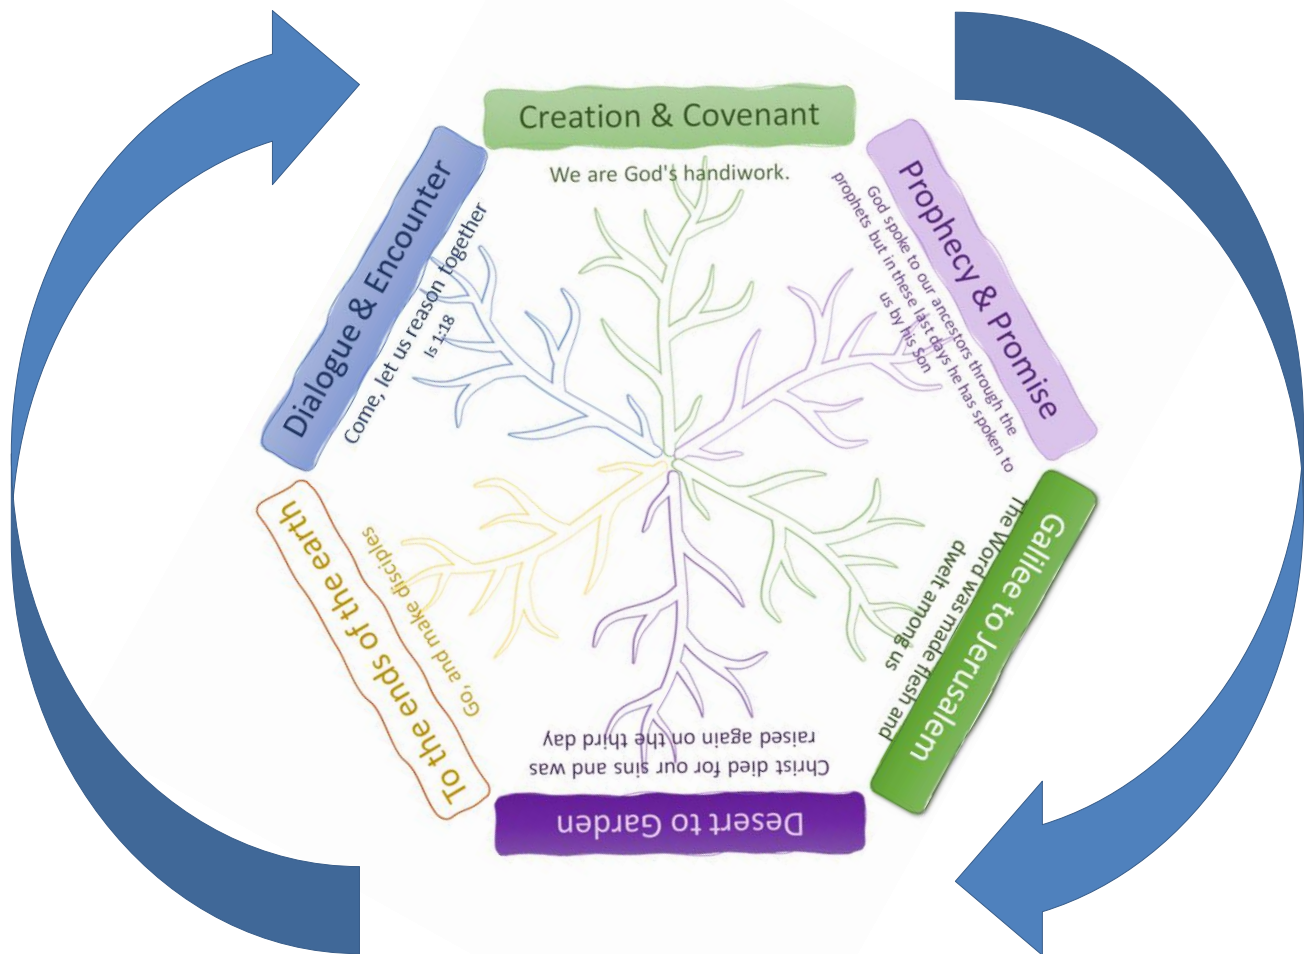 Creation & Covenant
We are God's handiwork.
Prophecy & Promise
God spoke to our ancestors through the
prophets but in these last days he has spoken to
us by his Son
Galilee to Jerusalem
The Word was made flesh and
dwelt among us
Desert to Garden
Christ died for our sins and was
raised again on the third day
To the ends of the earth
Go, and make disciples
Dialogue & Encounter
Come, let us reason together
Is 1:18